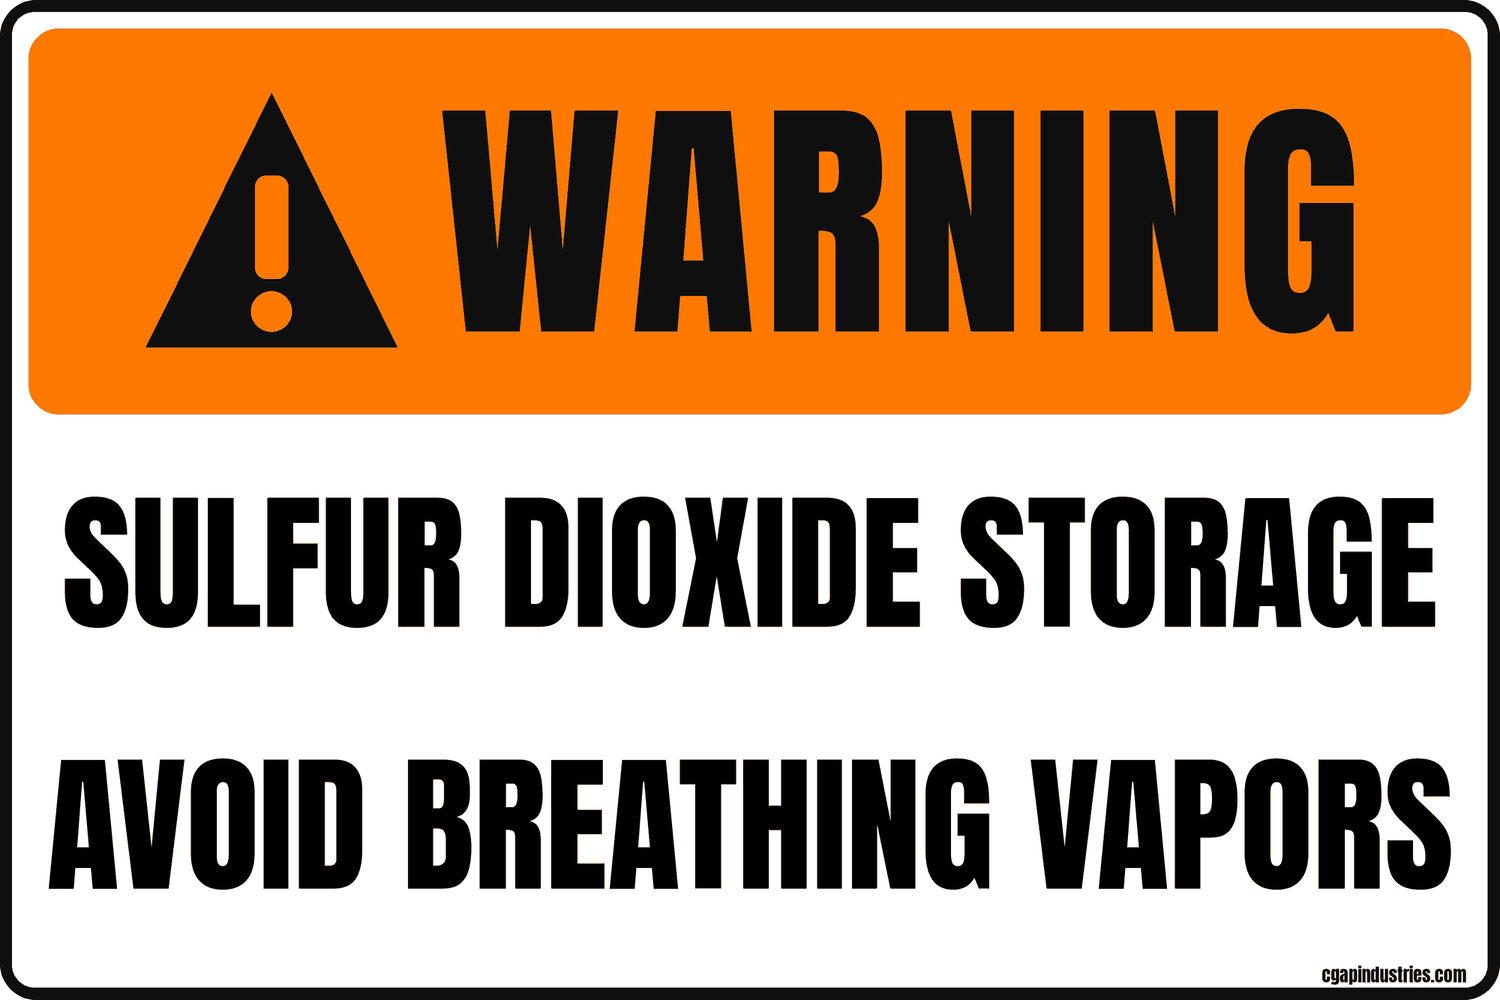 WARNING
SULFUR DIOXIDE STORAGE
AVOID BREATHING VAPORS
cgapindustries.com